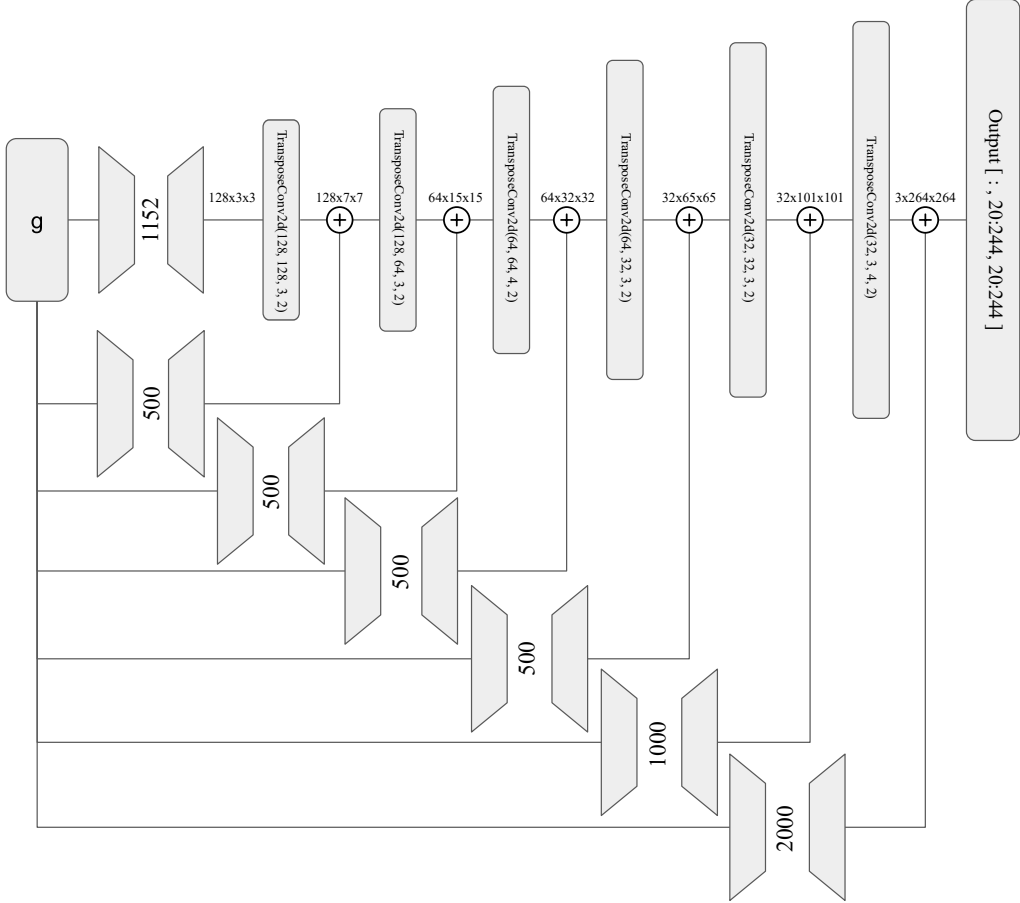 g
1152
128x3x3
TransposeConv2d(128, 128, 3, 2)
128x7x7
TransposeConv2d(128, 64, 3, 2)
64x15x15
TransposeConv2d(64, 64, 4, 2)
64x32x32
TransposeConv2d(64, 32, 3, 2)
32x65x65
TransposeConv2d(32, 32, 3, 2)
32x101x101
TransposeConv2d(32, 3, 4, 2)
3x264x264
Output [ : , 20:244, 20:244 ]
500
500
500
500
1000
2000